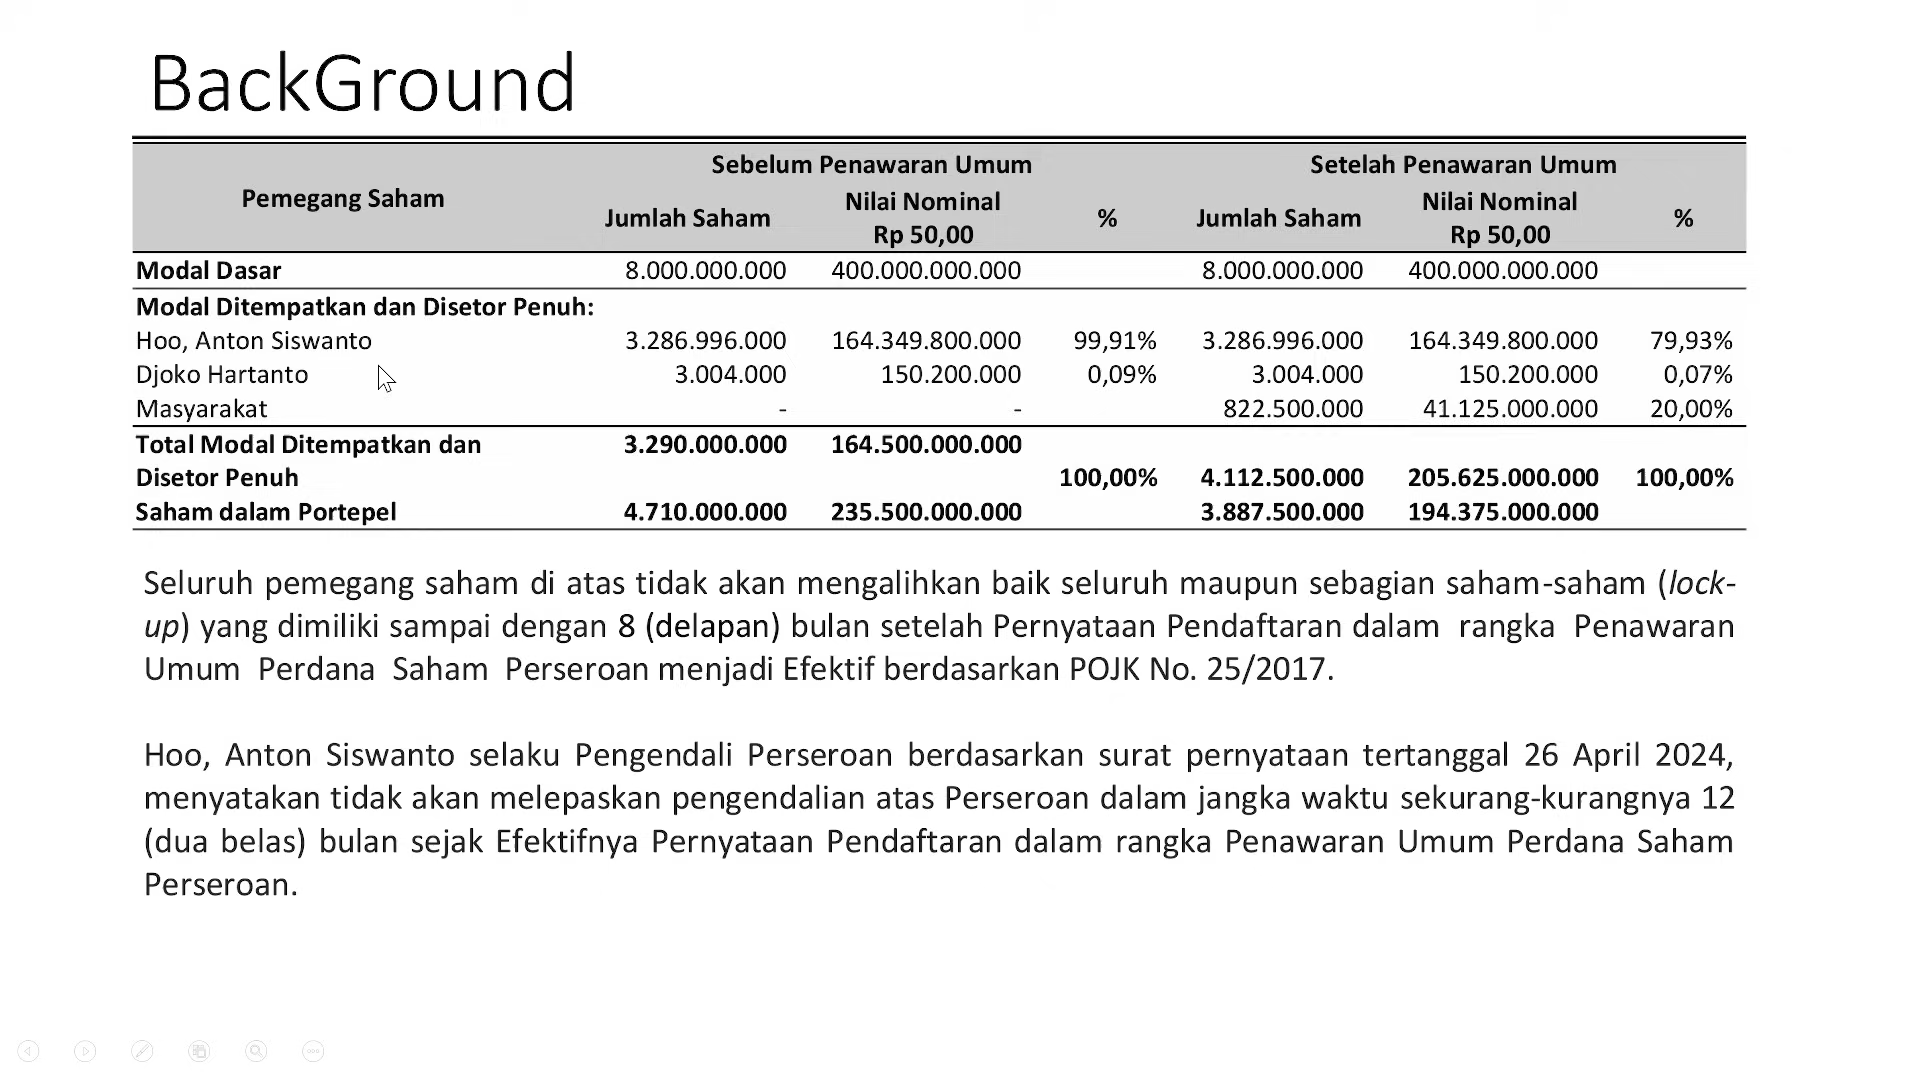 BackGround
Sebelum Penawaran Umum Setelah Penawaran Umum
Pemegang Saham Jumlah Saham Nilai Nominal Rp 50,00 % Jumlah Saham Nilai Nominal Rp 50,00 %
Modal Dasar 8.000.000.000 400.000.000.000 8.000.000.000 400.000.000.000
Modal Ditempatkan dan Disetor Penuh:
Hoo, Anton Siswanto 3.286.996.000 164.349.800.000 99,91% 3.286.996.000 164.349.800.000 79,93%
Djoko Hartanto 3.004.000 150.200.000 0,09% 3.004.000 150.200.000 0,07%
Masyarakat - - 822.500.000 41.125.000.000 20,00%
Total Modal Ditempatkan dan 3.290.000.000 164.500.000.000
Disetor Penuh 100,00% 4.112.500.000 205.625.000.000 100,00%
Saham dalam Portepel 4.710.000.000 235.500.000.000 3.887.500.000 194.375.000.000
Seluruh pemegang saham di atas tidak akan mengalihkan baik seluruh maupun sebagian saham-saham (lock-
up) yang dimiliki sampai dengan 8 (delapan) bulan setelah Pernyataan Pendaftaran dalam rangka Penawaran
Umum Perdana Saham Perseroan menjadi Efektif berdasarkan POJK No. 25/2017.
Hoo, Anton Siswanto selaku Pengendali Perseroan berdasarkan surat pernyataan tertanggal 26 April 2024,
menyatakan tidak akan melepaskan pengendalian atas Perseroan dalam jangka waktu sekurang-kurangnya 12
(dua belas) bulan sejak Efektifnya Pernyataan Pendaftaran dalam rangka Penawaran Umum Perdana Saham
Perseroan.